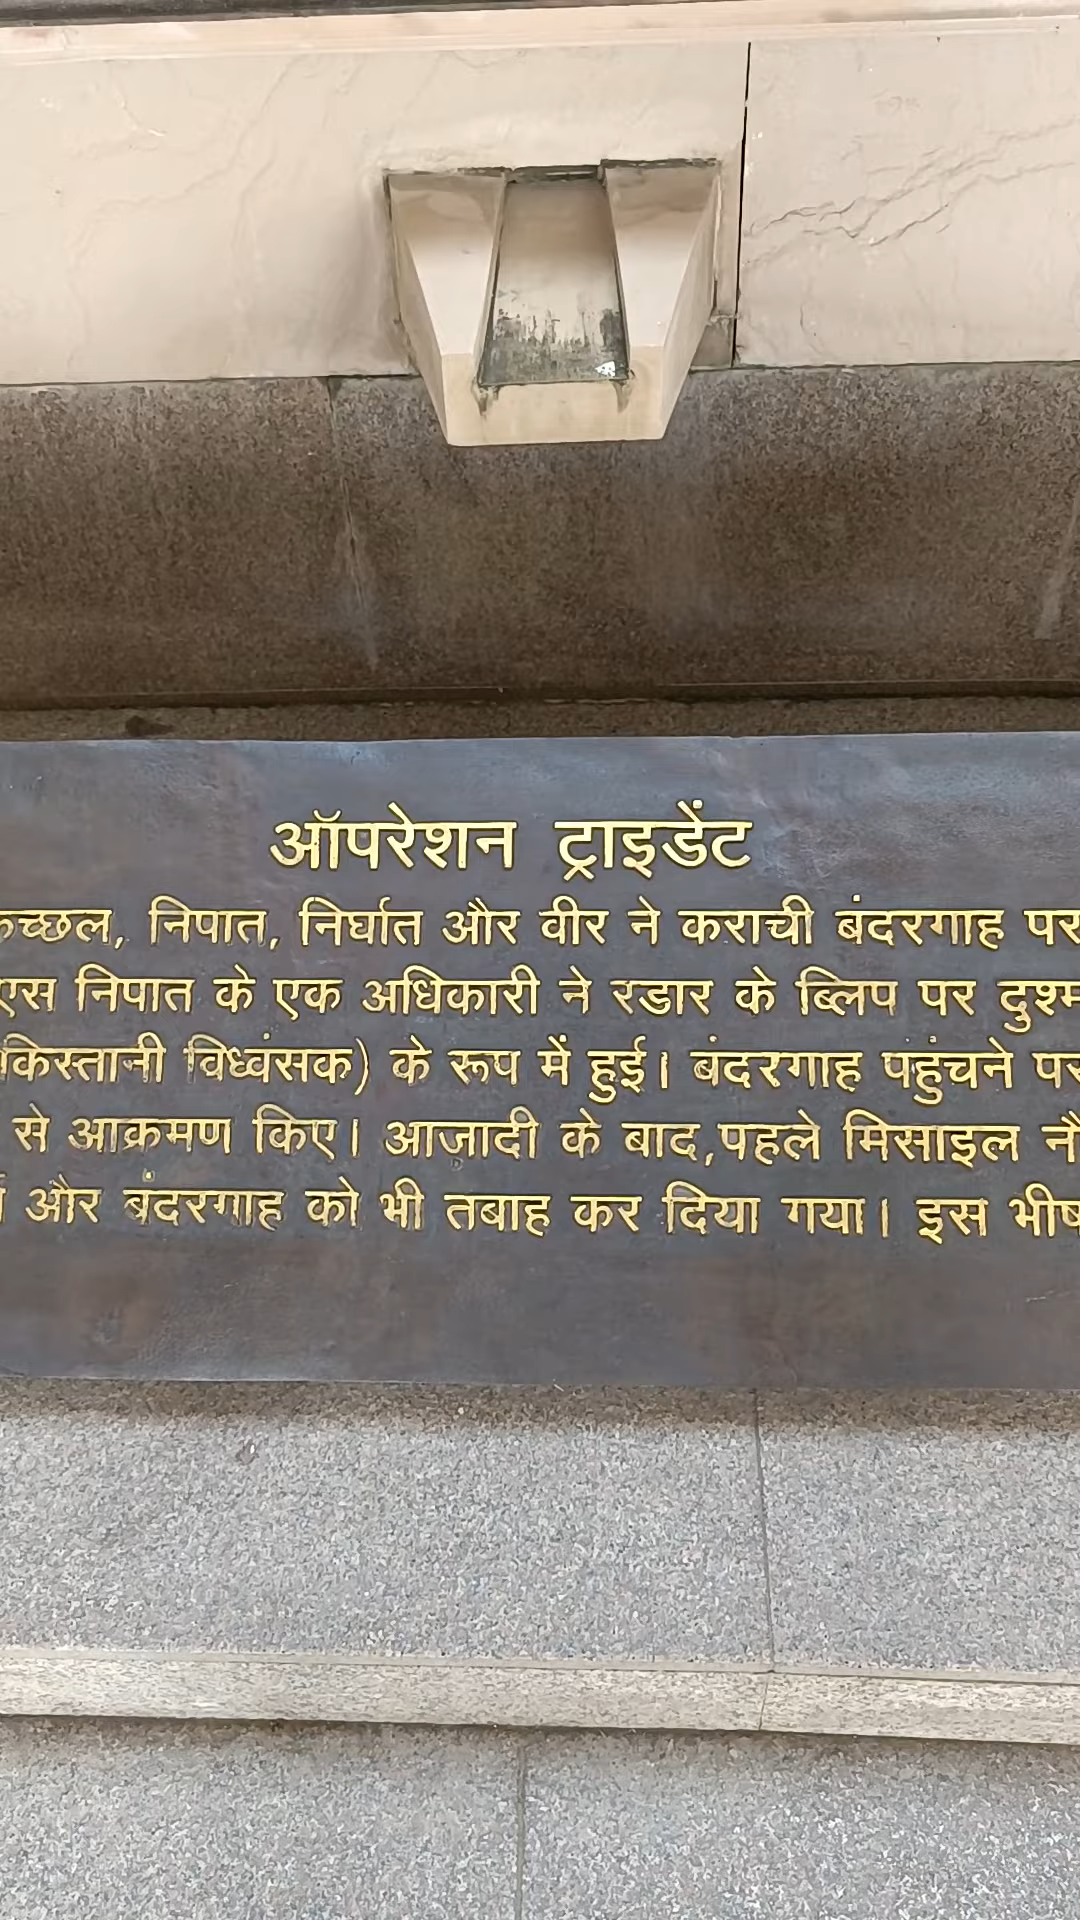 ऑपरेशन ट्राइडेंट
कच्छल, निपात, निर्घात और वीर ने कराची बंदरगाह पर
एस निपात के एक अधिकारी ने रडार के ब्लिप पर दुश्म
किस्तानी विध्वंसक) के रूप में हुई। बंदरगाह पहुंचने पर
से आक्रमण किए। आजादी के बाद,पहले मिसाइल नौ
और बंदरगाह को भी तबाह कर दिया गया। इस भीष